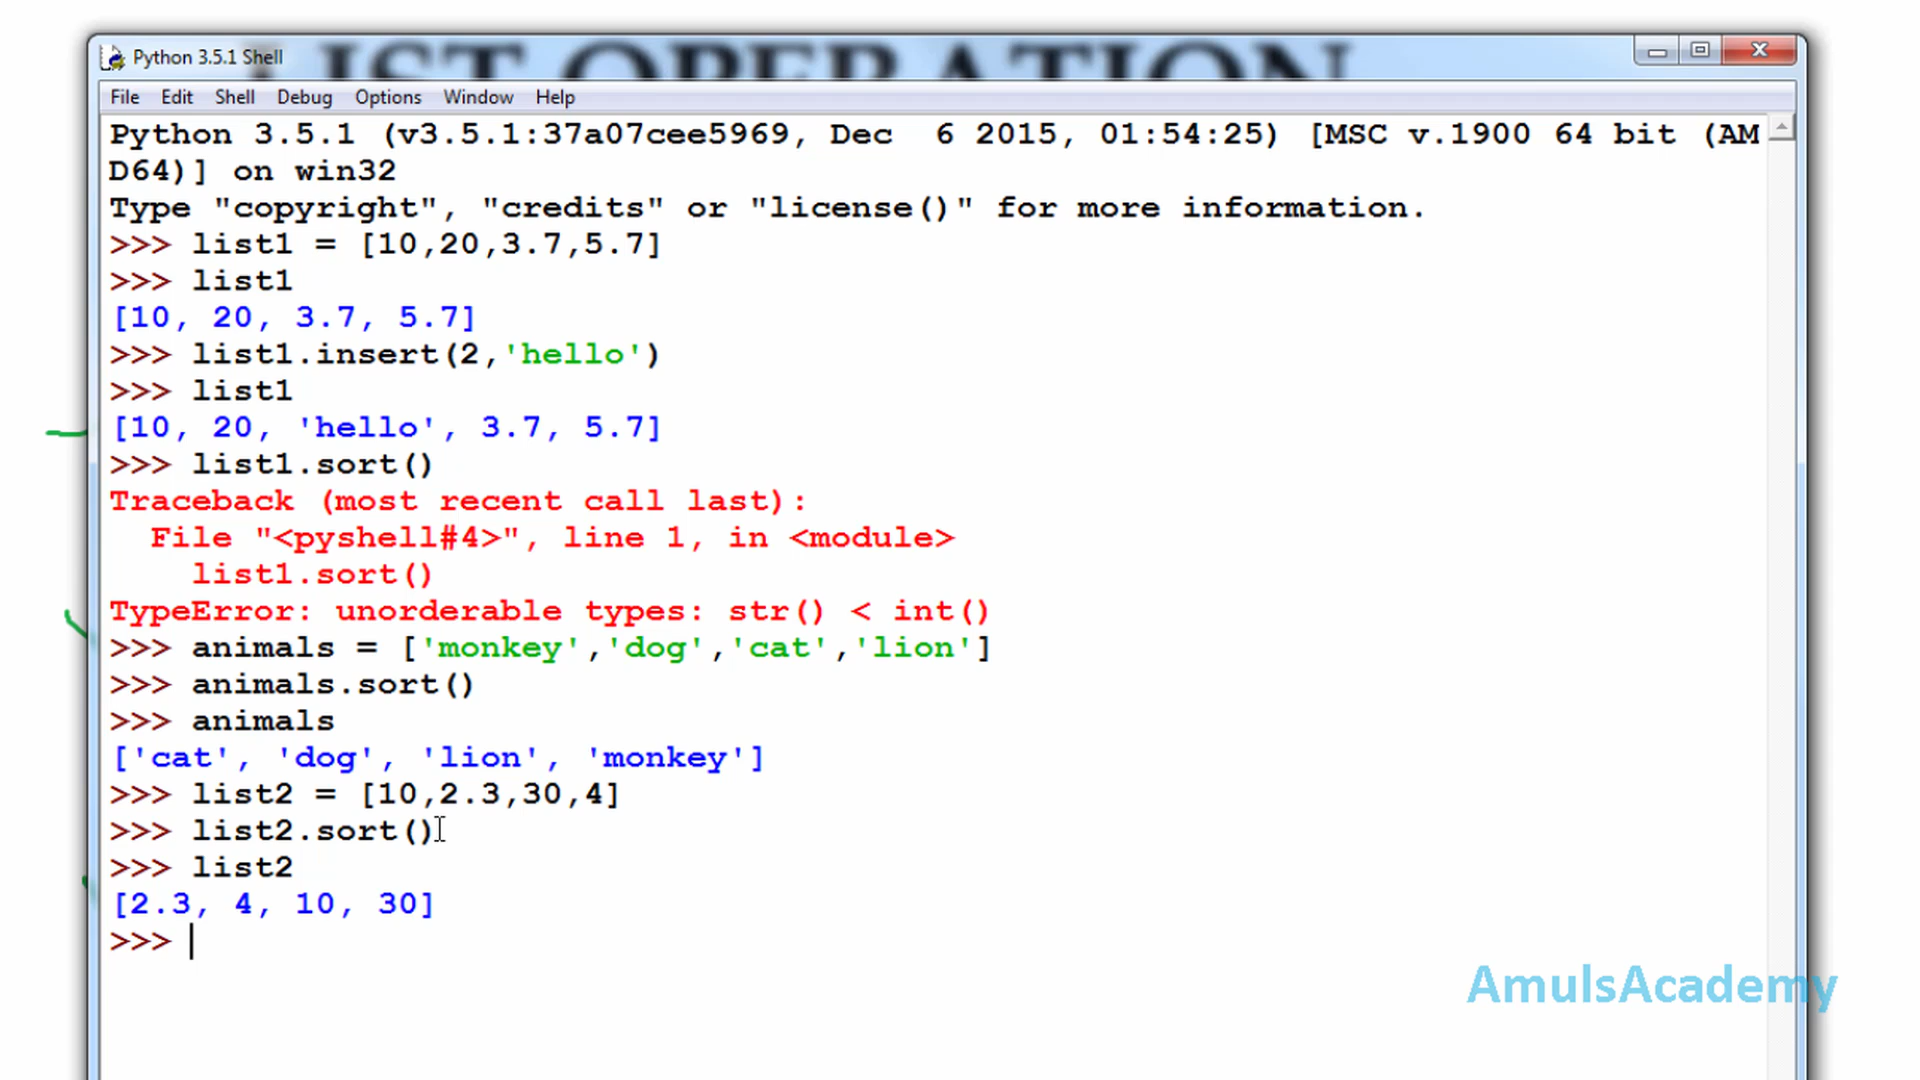 LIST OPERATION
Python 3.5.1 Shell
File Edit Shell Debug Options Window Help
Python 3.5.1 (v3.5.1:37a07cee5969, Dec  6 2015, 01:54:25) [MSC v.1900 64 bit (AM
D64)] on win32
Type "copyright", "credits" or "license()" for more information.
>>> list1 = [10,20,3.7,5.7]
>>> list1
[10, 20, 3.7, 5.7]
>>> list1.insert(2,'hello')
>>> list1
[10, 20, 'hello', 3.7, 5.7]
>>> list1.sort()
Traceback (most recent call last):
  File "<pyshell#4>", line 1, in <module>
    list1.sort()
TypeError: unorderable types: str() < int()
>>> animals = ['monkey','dog','cat','lion']
>>> animals.sort()
>>> animals
['cat', 'dog', 'lion', 'monkey']
>>> list2 = [10,2.3,30,4]
>>> list2.sort()
>>> list2
[2.3, 4, 10, 30]
>>>
AmulsAcademy